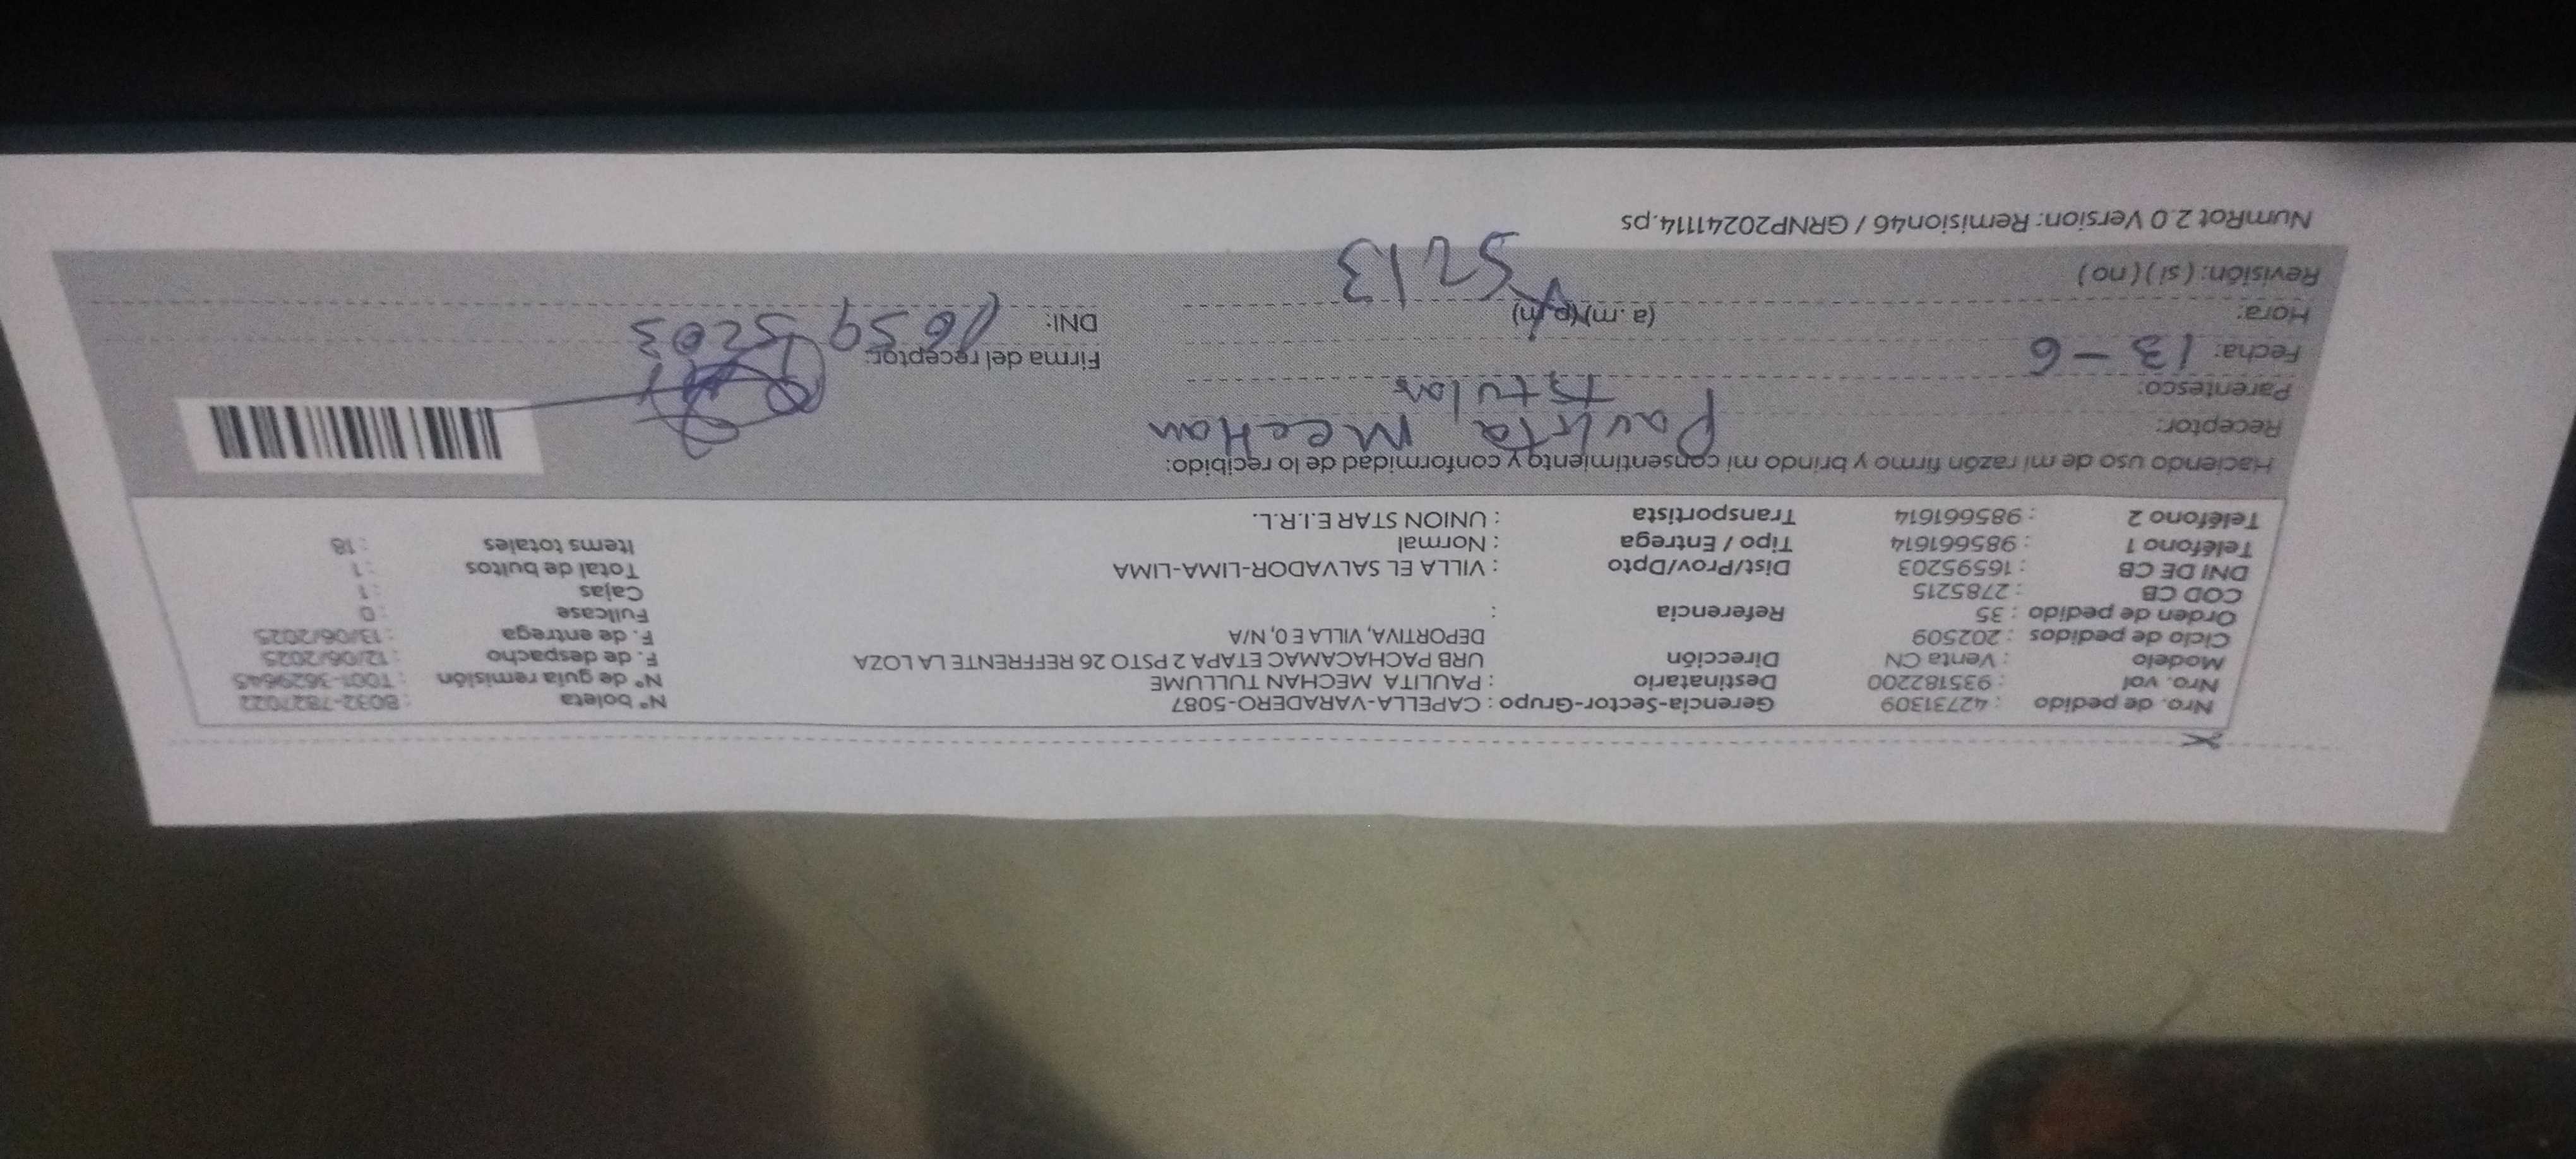 Nro. de pedido : 42731309 Gerencia-Sector-Grupo : CAPELLA-VARADERO-5087 N° boleta : B032-7827022
Nro. vol : 935182200 Destinatario : PAULITA MECHAN TULLUME N° de guía remisión : T001-3629645
Modelo : Venta CN Dirección URB PACHACAMAC ETAPA 2 PSTO 26 REFFRENTE LA LOZA F. de despacho : 12/06/2025
Ciclo de pedidos : 202509 DEPORTIVA, VILLA E 0, N/A F. de entrega : 13/06/2025
Orden de pedido : 35 Referencia : Fullcase : 0
COD CB : 2785215 Cajas : 1
DNI DE CB : 16595203 Dist/Prov/Dpto : VILLA EL SALVADOR-LIMA-LIMA Total de bultos : 1
Teléfono 1 : 985661614 Tipo / Entrega : Normal Items totales : 18
Teléfono 2 : 985661614 Transportista : UNION STAR E.I.R.L.
Haciendo uso de mi razón firmo y brindo mi consentimiento y conformidad de lo recibido:
Receptor: Paulita Mechan
Parentesco: Titular
Fecha: 13-6 Firma del receptor:
Hora: (a. m)(p. m) DNI: 16595203
Revisión: (si) (no) 5213
NumRot 2.0 Version: Remision46 / GRNP20241114.ps